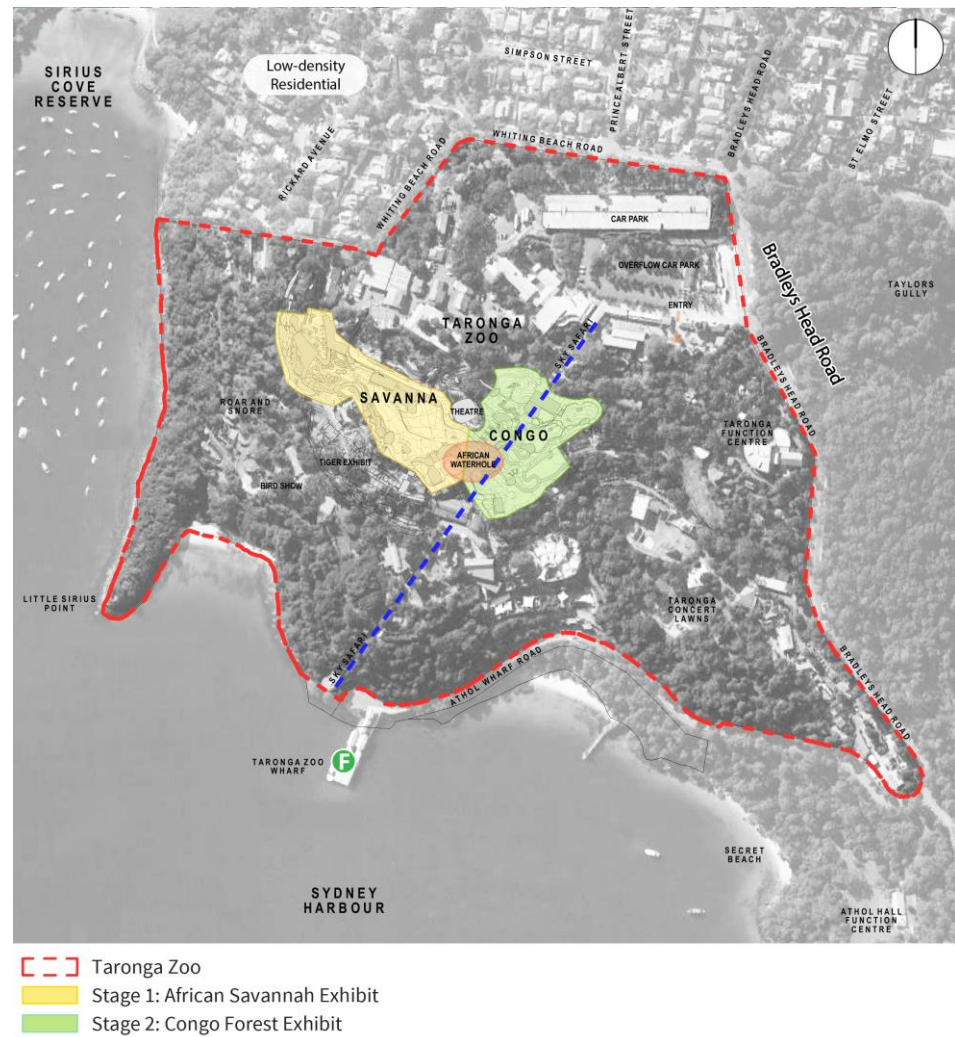 SIRIUS
COVE
RESERVE
Low-density
Residential
SIMPSON STREET
PRINCE ALBERT STREET
BRADLEYS HEAD ROAD
ST ELMO STREET
RICKARD AVENUE
WHITING BEACH ROAD
WHITING BEACH ROAD
CAR PARK
OVERFLOW CAR PARK
ENTRY
Bradleys Head Road
TAYLORS
GULLY
TARONGA
ZOO
SKY SAFARI
BRADLEYS HEAD ROAD
SAVANNA
THEATRE
CONGO
ROAR AND
SNORE
AFRICAN
WATERHOLE
TARONGA
FUNCTION
CENTRE
TIGER EXHIBIT
BIRD SHOW
LITTLE SIRIUS
POINT
TARONGA
CONCERT
LAWNS
SKY SAFARI
ATHOL WHARF ROAD
BRADLEYS HEAD ROAD
TARONGA ZOO
WHARF
F
SECRET
BEACH
SYDNEY
HARBOUR
ATHOL HALL
FUNCTION
CENTRE
Taronga Zoo
Stage 1: African Savannah Exhibit
Stage 2: Congo Forest Exhibit